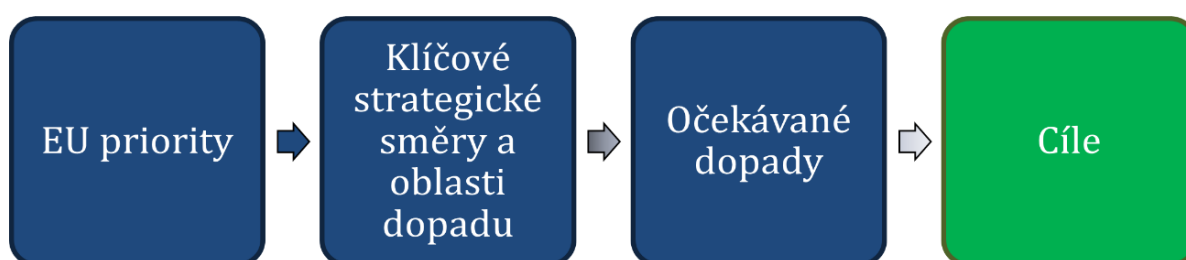 EU priority
Klíčové
strategické
směry a
oblasti
dopadu
Očekávané
dopady
Cíle